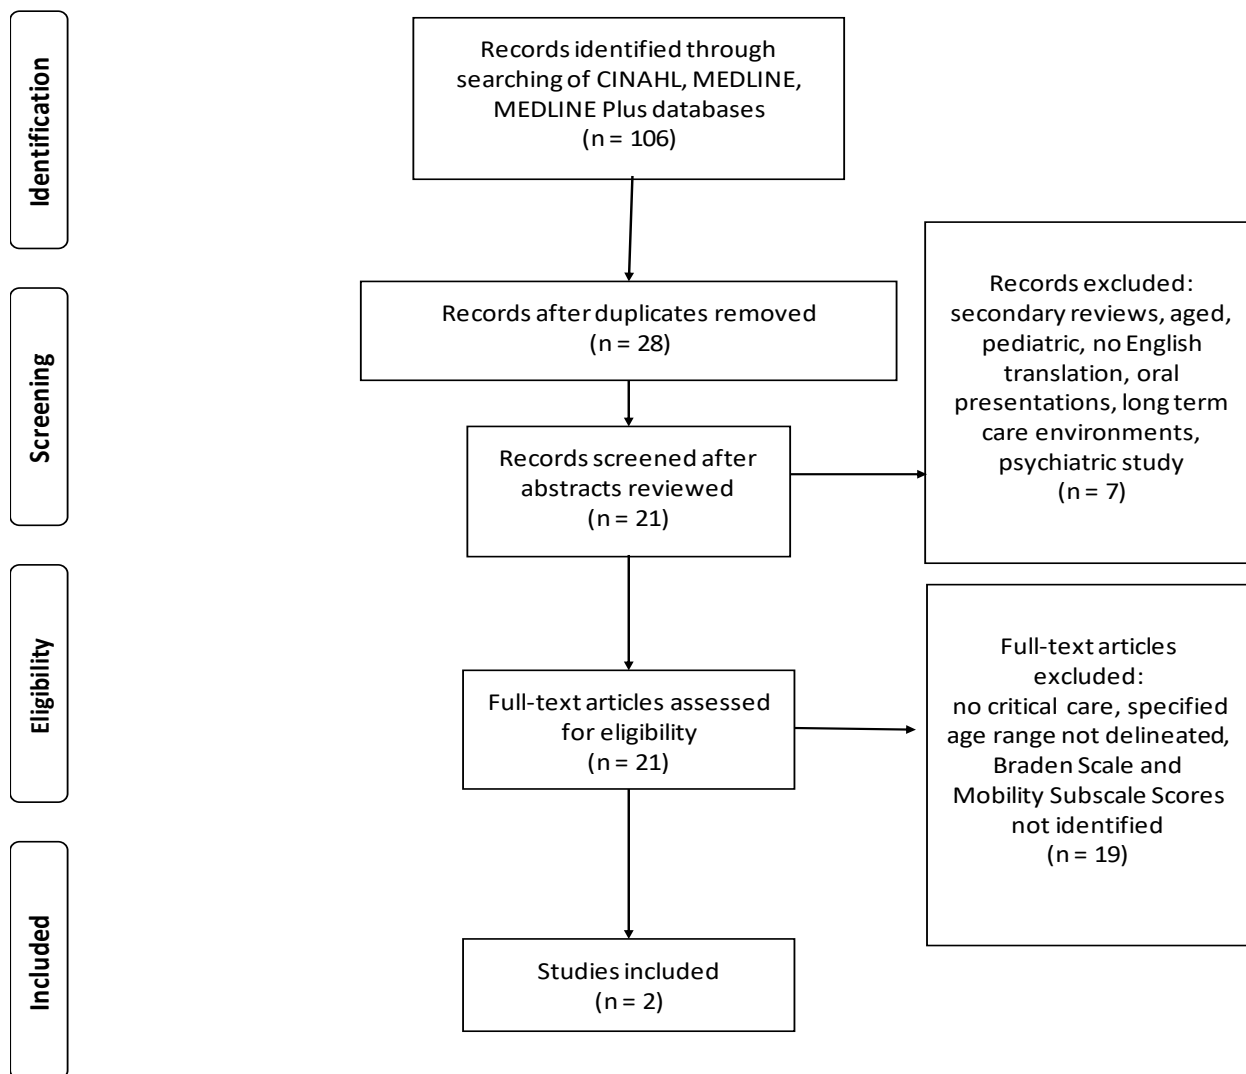 Identification
Records identified through
searching of CINAHL, MEDLINE,
MEDLINE Plus databases
(n = 106)
Screening
Records after duplicates removed
(n = 28)
Records screened after
abstracts reviewed
(n = 21)
Records excluded:
secondary reviews, aged,
pediatric, no English
translation, oral
presentations, long term
care environments,
psychiatric study
(n = 7)
Eligibility
Full-text articles assessed
for eligibility
(n = 21)
Full-text articles
excluded:
no critical care, specified
age range not delineated,
Braden Scale and
Mobility Subscale Scores
not identified
(n = 19)
Included
Studies included
(n = 2)